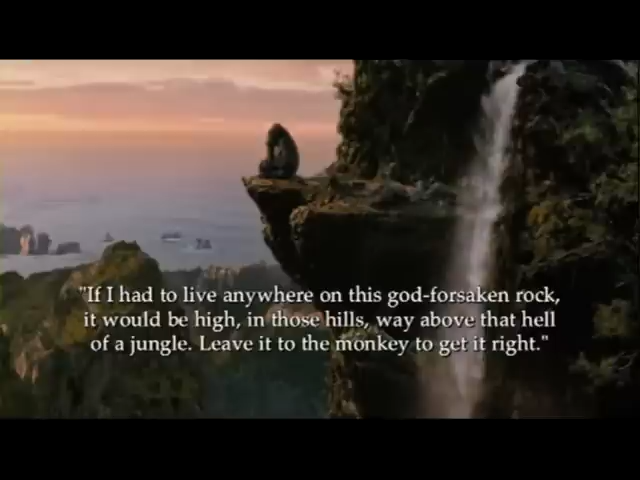 "If I had to live anywhere on this god-forsaken rock,
it would be high, in those hills, way above that hell
of a jungle. Leave it to the monkey to get it right."